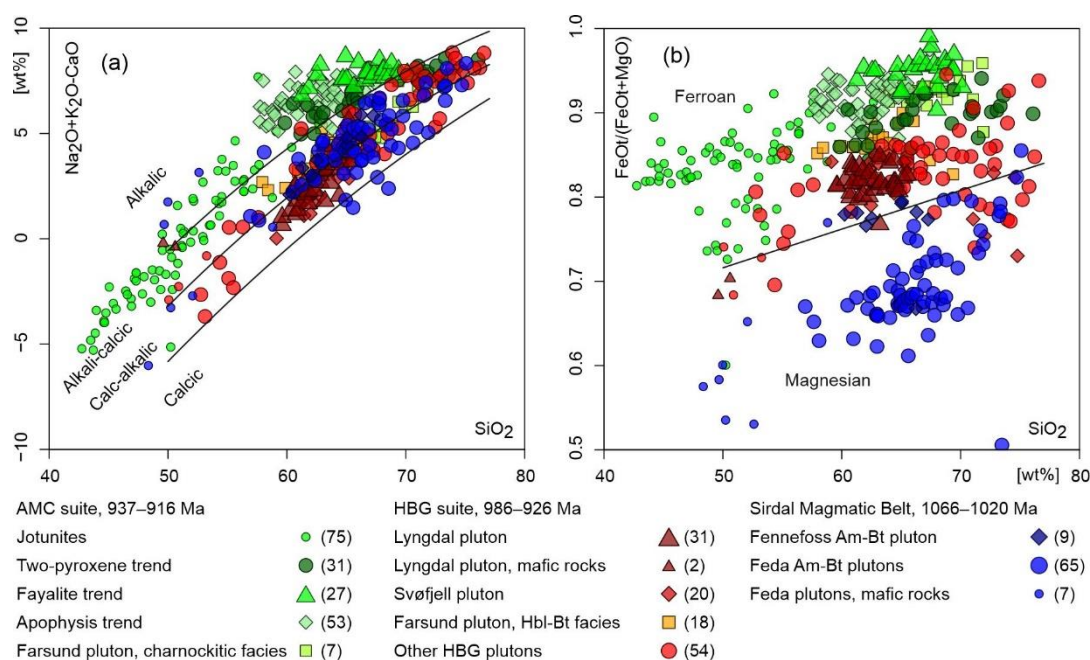 (a)
Na2O+K2O-CaO
[wt%]
10
5
0
−5
−10
Alkalic
Alkali-calcic
Calc-alkalic
Calcic
SiO2
40
50
60
70
80
(b)
FeOt/(FeOt+MgO)
1.0
0.9
0.8
0.7
0.6
0.5
Ferroan
Magnesian
SiO2
[wt%]
40
50
60
70
80
AMC suite, 937–916 Ma
Jotunites (75)
Two-pyroxene trend (31)
Fayalite trend (27)
Apophysis trend (53)
Farsund pluton, charnockitic facies (7)
HBG suite, 986–926 Ma
Lyngdal pluton (31)
Lyngdal pluton, mafic rocks (2)
Svøfjell pluton (20)
Farsund pluton, Hbl-Bt facies (18)
Other HBG plutons (54)
Sirdal Magmatic Belt, 1066–1020 Ma
Fennefoss Am-Bt pluton (9)
Feda Am-Bt plutons (65)
Feda plutons, mafic rocks (7)